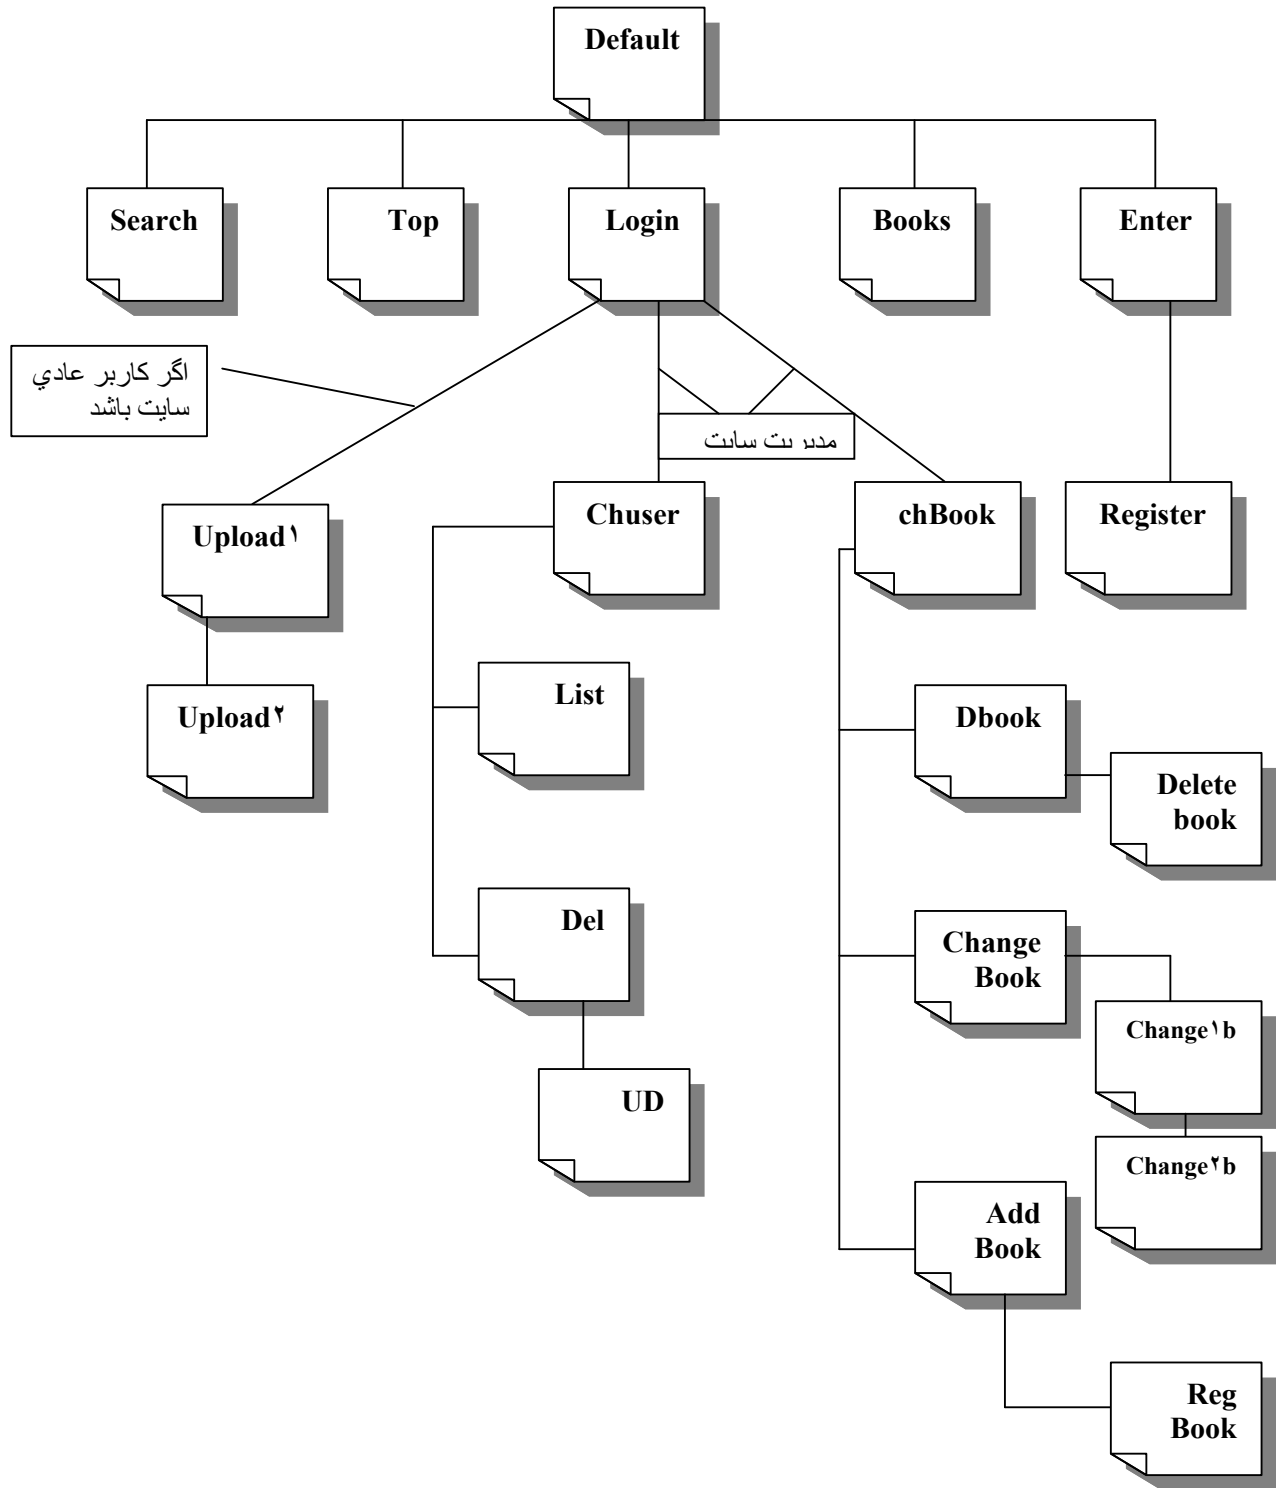 Default
Search
Top
Login
Books
Enter
اگر کاربر عادي
سايت باشد
مديريت سايت
Upload۱
Chuser
chBook
Register
Upload۲
List
Dbook
Delete
book
Del
Change
Book
Change۱b
UD
Change۲b
Add
Book
Reg
Book